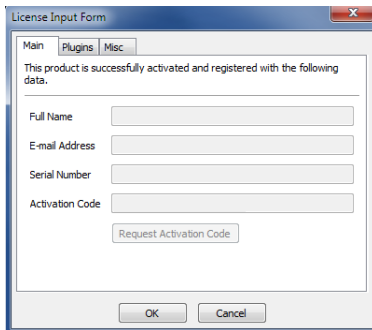 License Input Form
Main Plugins Misc
This product is successfully activated and registered with the following
data.
Full Name
E-mail Address
Serial Number
Activation Code
Request Activation Code
OK Cancel